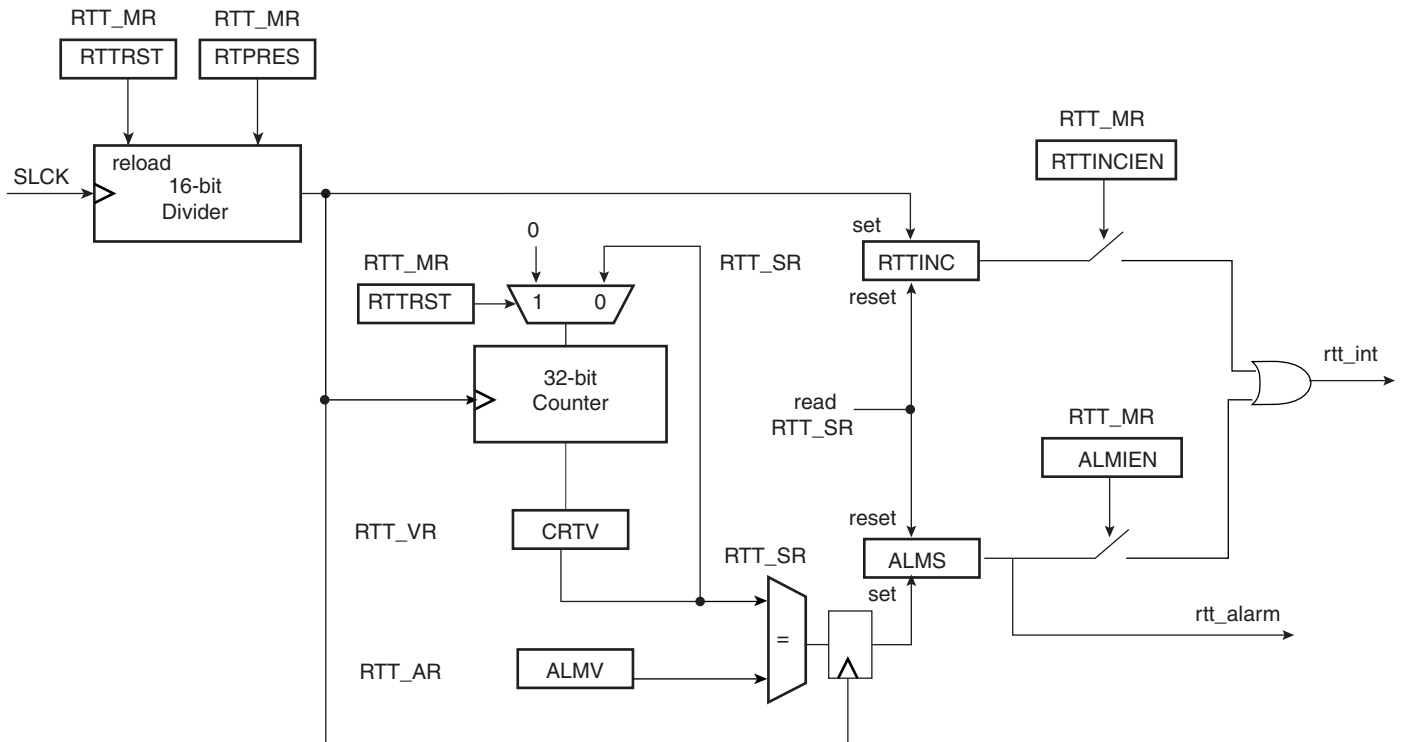 RTT_MR
RTT_MR
RTTRST
RTPRES
reload
16-bit
Divider
SLCK
RTT_MR
RTTINCIEN
0
set
RTT_MR
RTT_SR
RTTINC
RTTRST
1 0
reset
32-bit
Counter
rtt_int
read
RTT_SR
RTT_MR
ALMIEN
reset
RTT_VR
CRTV
RTT_SR
ALMS
set
rtt_alarm
=
RTT_AR
ALMV